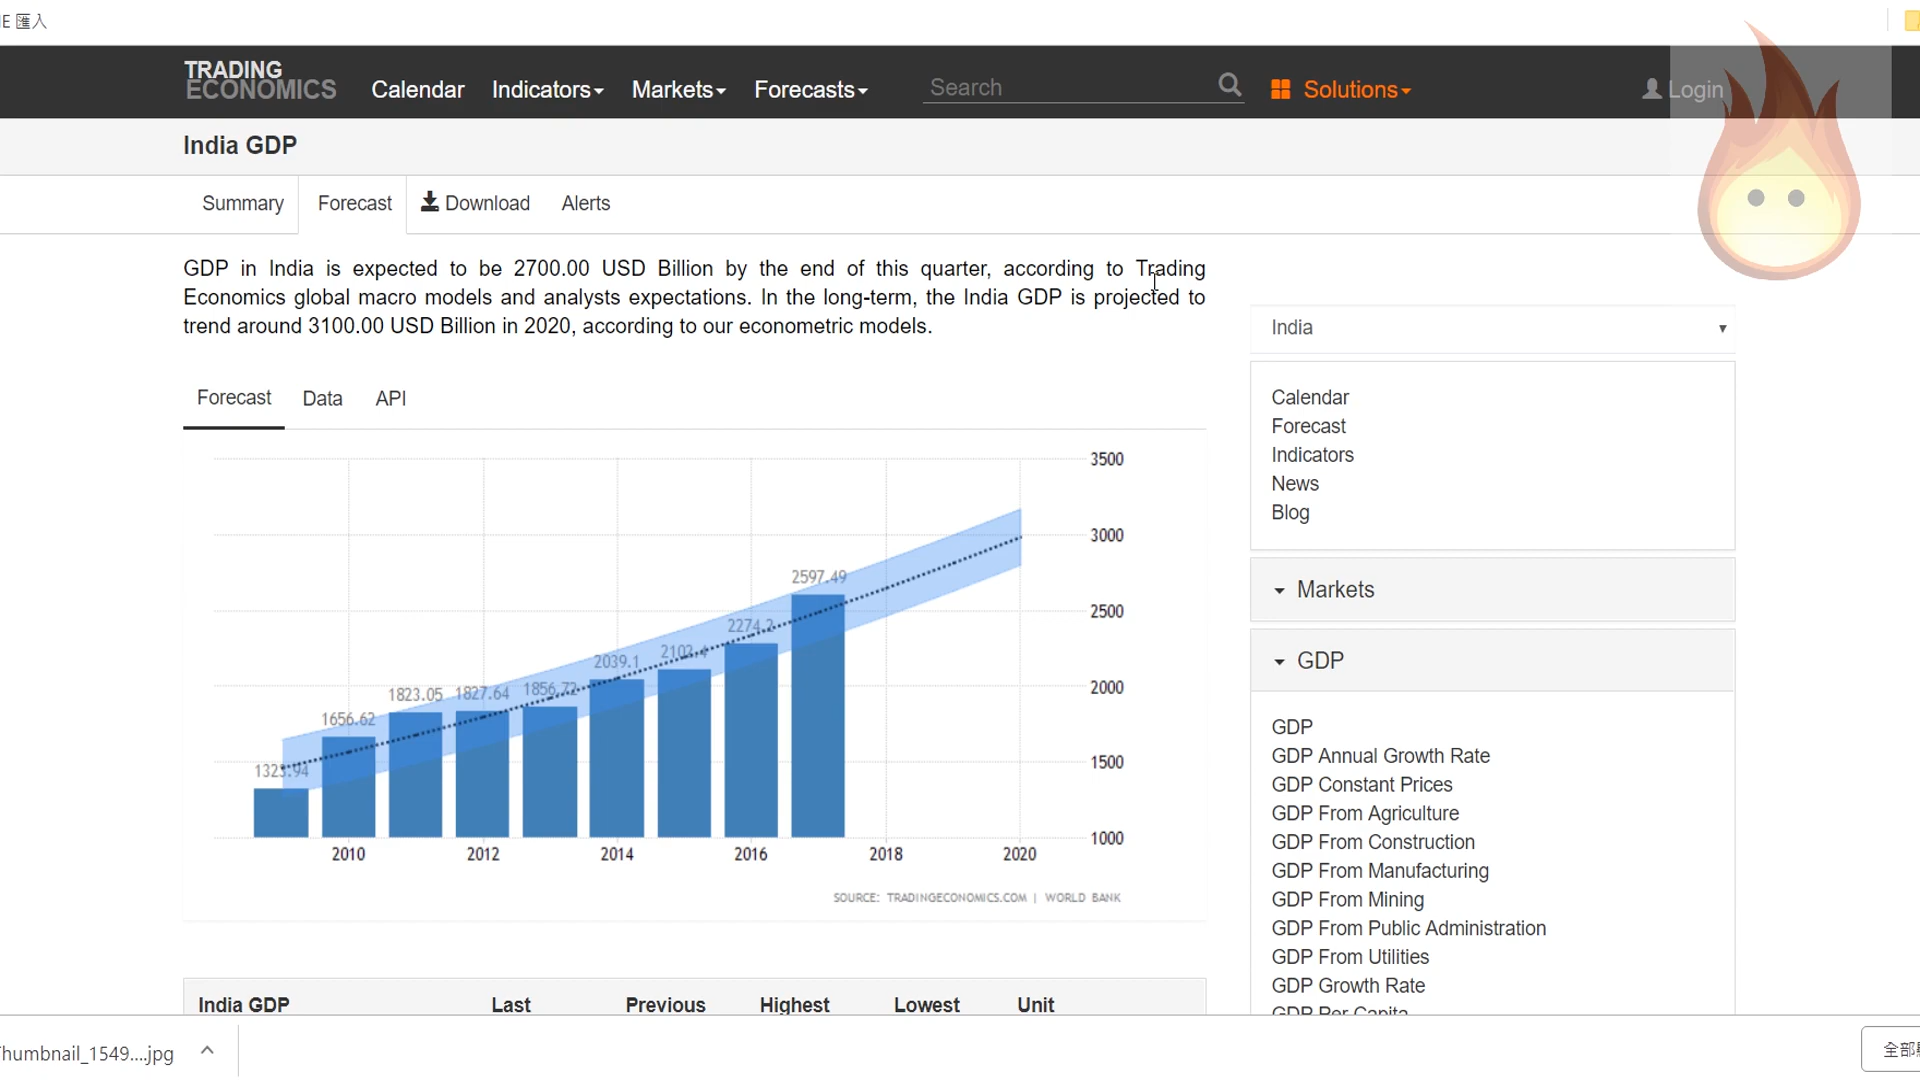 IE 匯入
TRADING
ECONOMICS
Calendar
Indicators
Markets
Forecasts
Search
Solutions
Login
India GDP
Summary
Forecast
Download
Alerts
GDP in India is expected to be 2700.00 USD Billion by the end of this quarter, according to Trading
Economics global macro models and analysts expectations. In the long-term, the India GDP is projected to
trend around 3100.00 USD Billion in 2020, according to our econometric models.
Forecast
Data
API
3500
3000
2500
2000
1500
1000
1323.94
1656.62
1823.05
1827.64
1856.72
2039.1
2102.4
2274.2
2597.49
2010
2012
2014
2016
2018
2020
SOURCE: TRADINGECONOMICS.COM | WORLD BANK
India GDP
Last
Previous
Highest
Lowest
Unit
India
Calendar
Forecast
Indicators
News
Blog
Markets
GDP
GDP
GDP Annual Growth Rate
GDP Constant Prices
GDP From Agriculture
GDP From Construction
GDP From Manufacturing
GDP From Mining
GDP From Public Administration
GDP From Utilities
GDP Growth Rate
GDP Per Capita
humbnail_1549....jpg
全部